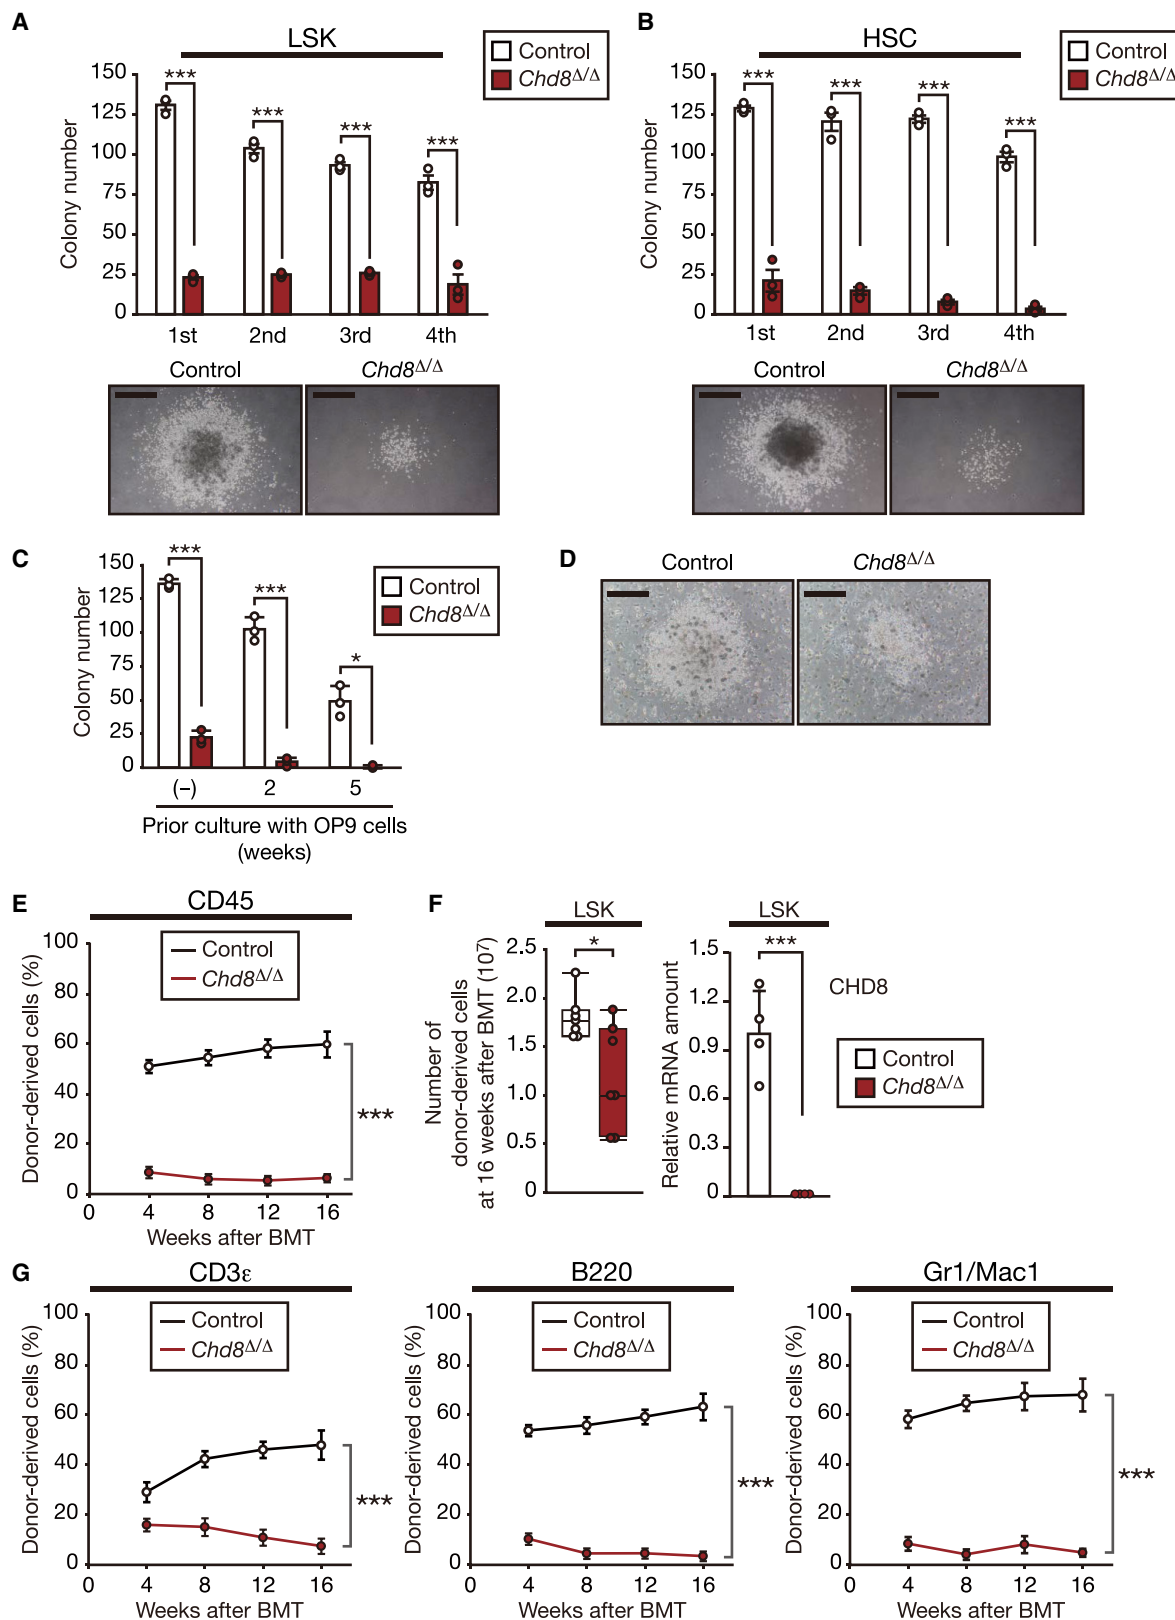 A
LSK
Control
Chd8Δ/Δ
Colony number
150
125
100
75
50
25
0
***
***
***
***
1st 2nd 3rd 4th
Control Chd8Δ/Δ
B
HSC
Control
Chd8Δ/Δ
Colony number
150
125
100
75
50
25
0
***
***
***
***
1st 2nd 3rd 4th
Control Chd8Δ/Δ
C
Control
Chd8Δ/Δ
Colony number
150
125
100
75
50
25
0
***
***
*
(–) 2 5
Prior culture with OP9 cells
(weeks)
D
Control Chd8Δ/Δ
E
CD45
Control
Chd8Δ/Δ
Donor-derived cells (%)
100
80
60
40
20
0
***
0 4 8 12 16
Weeks after BMT
F
LSK
Number of
donor-derived cells
at 16 weeks after BMT (10⁷)
2.5
2.0
1.5
1.0
0.5
0
*
LSK
Relative mRNA amount
1.5
1.2
0.9
0.6
0.3
0
***
CHD8
Control
Chd8Δ/Δ
G
CD3ε
Control
Chd8Δ/Δ
Donor-derived cells (%)
100
80
60
40
20
0
***
0 4 8 12 16
Weeks after BMT
B220
Control
Chd8Δ/Δ
Donor-derived cells (%)
100
80
60
40
20
0
***
0 4 8 12 16
Weeks after BMT
Gr1/Mac1
Control
Chd8Δ/Δ
Donor-derived cells (%)
100
80
60
40
20
0
***
0 4 8 12 16
Weeks after BMT